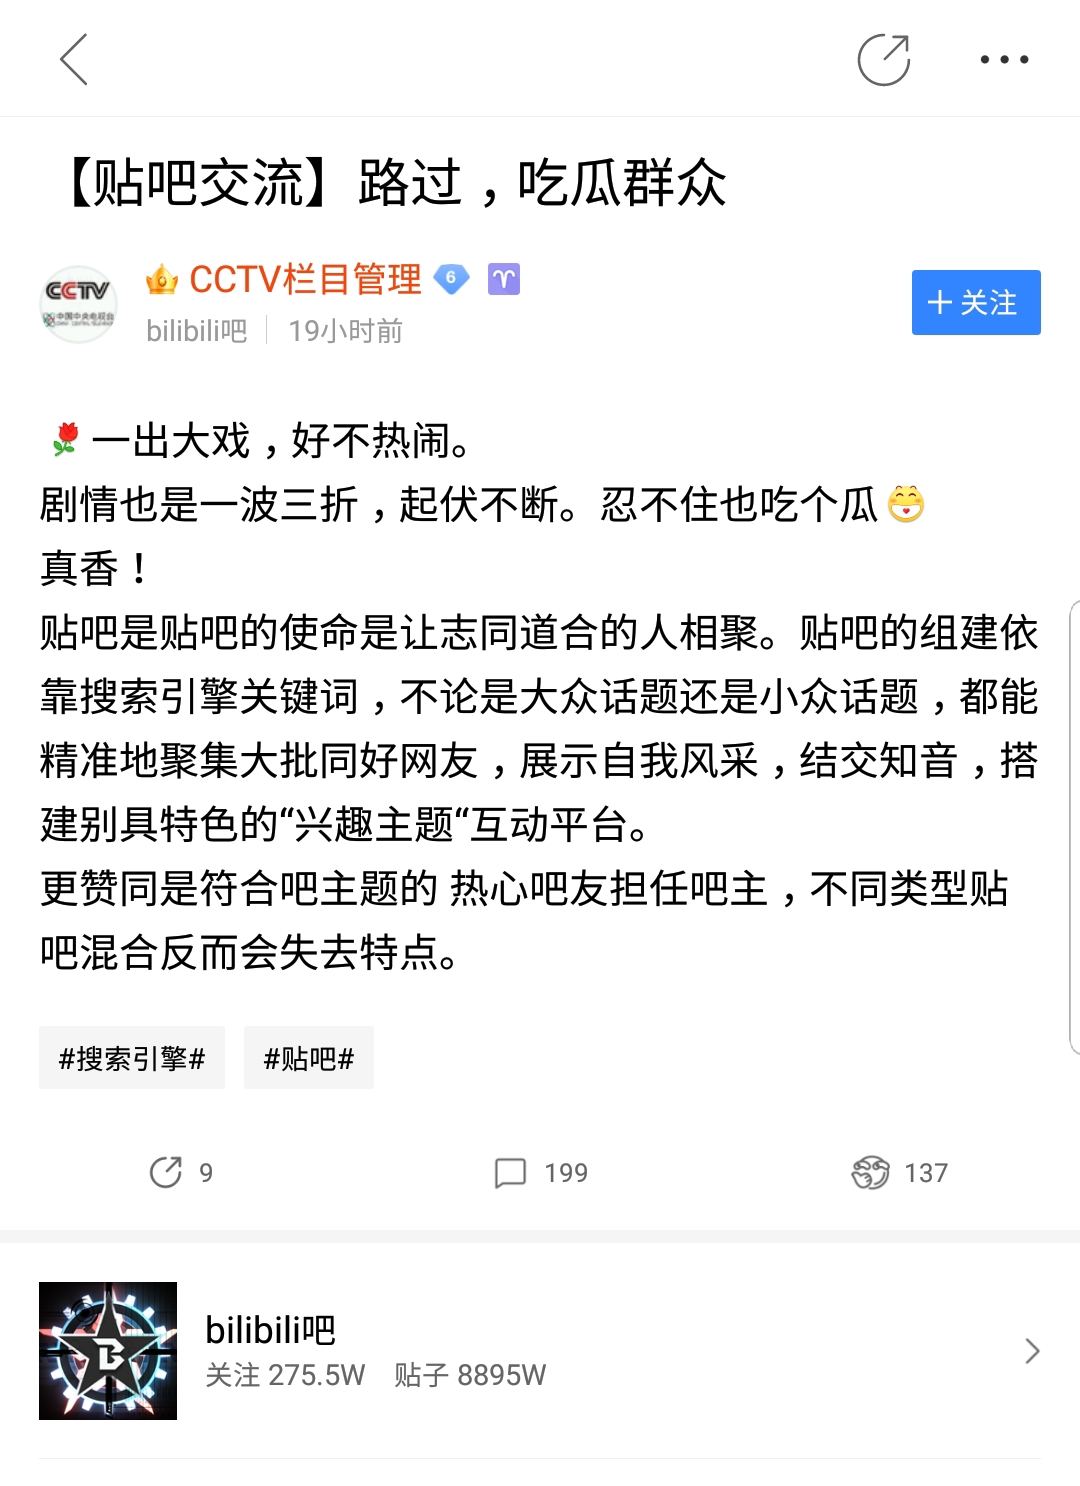 【贴吧交流】路过，吃瓜群众
CCTV栏目管理 6
bilibili吧 19小时前
+关注
CCTV
中国中央电视台
一出大戏，好不热闹。
剧情也是一波三折，起伏不断。忍不住也吃个瓜
真香！
贴吧是贴吧的使命是让志同道合的人相聚。贴吧的组建依
靠搜索引擎关键词，不论是大众话题还是小众话题，都能
精准地聚集大批同好网友，展示自我风采，结交知音，搭
建别具特色的“兴趣主题“互动平台。
更赞同是符合吧主题的 热心吧友担任吧主，不同类型贴
吧混合反而会失去特点。
#搜索引擎# #贴吧#
9 199 137
B
bilibili吧
关注 275.5W 贴子 8895W